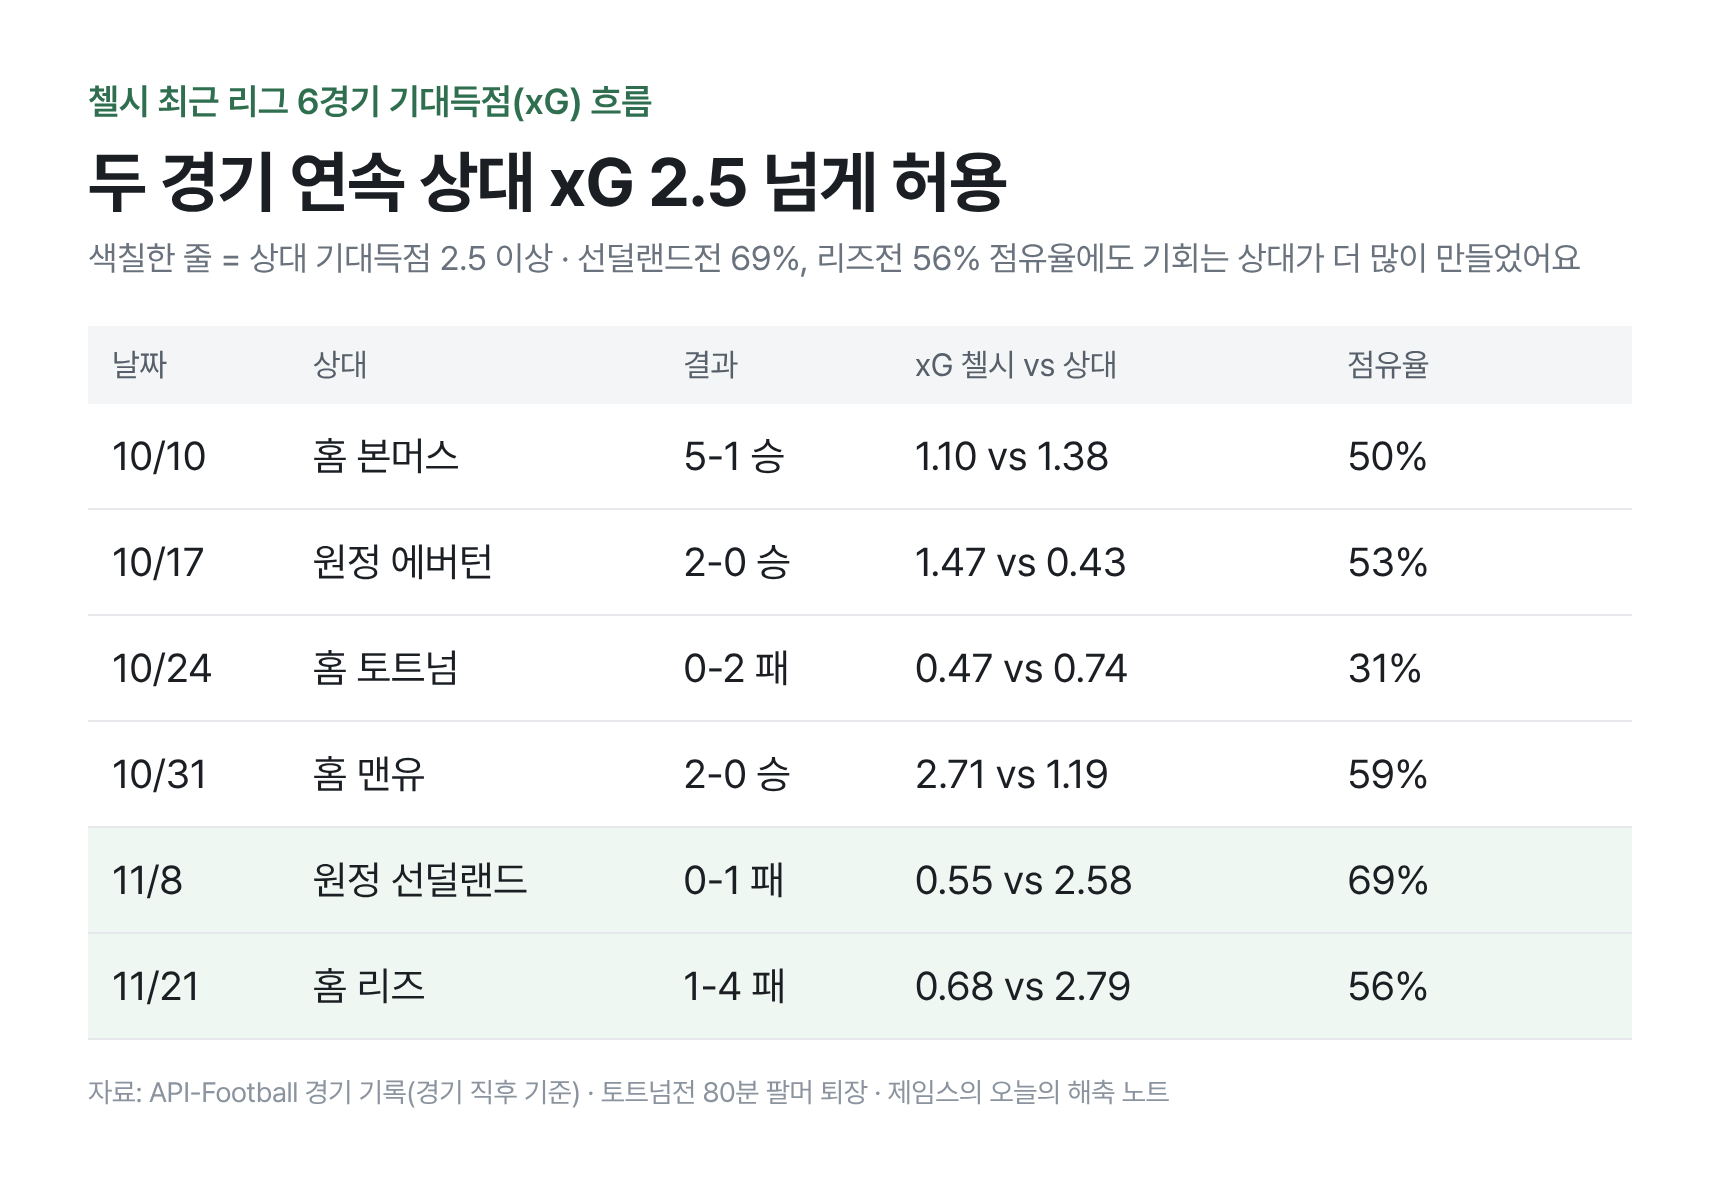 첼시 최근 리그 6경기 기대득점(xG) 흐름
두 경기 연속 상대 xG 2.5 넘게 허용
색칠한 줄 = 상대 기대득점 2.5 이상 · 선덜랜드전 69%, 리즈전 56% 점유율에도 기회는 상대가 더 많이 만들었어요
날짜 상대 결과 xG 첼시 vs 상대 점유율
10/10 홈 본머스 5-1 승 1.10 vs 1.38 50%
10/17 원정 에버턴 2-0 승 1.47 vs 0.43 53%
10/24 홈 토트넘 0-2 패 0.47 vs 0.74 31%
10/31 홈 맨유 2-0 승 2.71 vs 1.19 59%
11/8 원정 선덜랜드 0-1 패 0.55 vs 2.58 69%
11/21 홈 리즈 1-4 패 0.68 vs 2.79 56%
자료: API-Football 경기 기록(경기 직후 기준) · 토트넘전 80분 팔머 퇴장 · 제임스의 오늘의 해축 노트